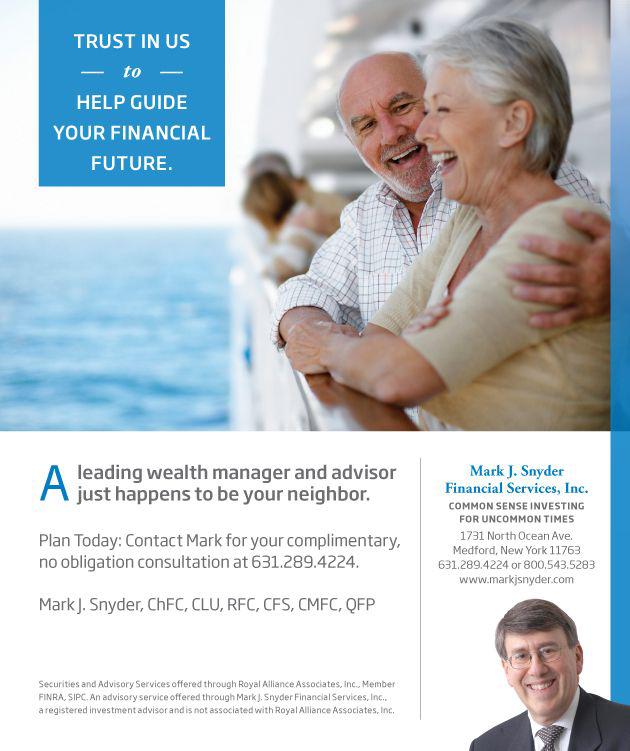 TRUST IN US
— to —
HELP GUIDE
YOUR FINANCIAL
FUTURE.
A leading wealth manager and advisor
just happens to be your neighbor.
Plan Today: Contact Mark for your complimentary,
no obligation consultation at 631.289.4224.
Mark J. Snyder, ChFC, CLU, RFC, CFS, CMFC, QFP
Securities and Advisory Services offered through Royal Alliance Associates, Inc., Member
FINRA, SIPC. An advisory service offered through Mark J. Snyder Financial Services, Inc.,
a registered investment advisor and is not associated with Royal Alliance Associates, Inc.
Mark J. Snyder
Financial Services, Inc.
COMMON SENSE INVESTING
FOR UNCOMMON TIMES
1731 North Ocean Ave.
Medford, New York 11763
631.289.4224 or 800.543.5283
www.markjsnyder.com